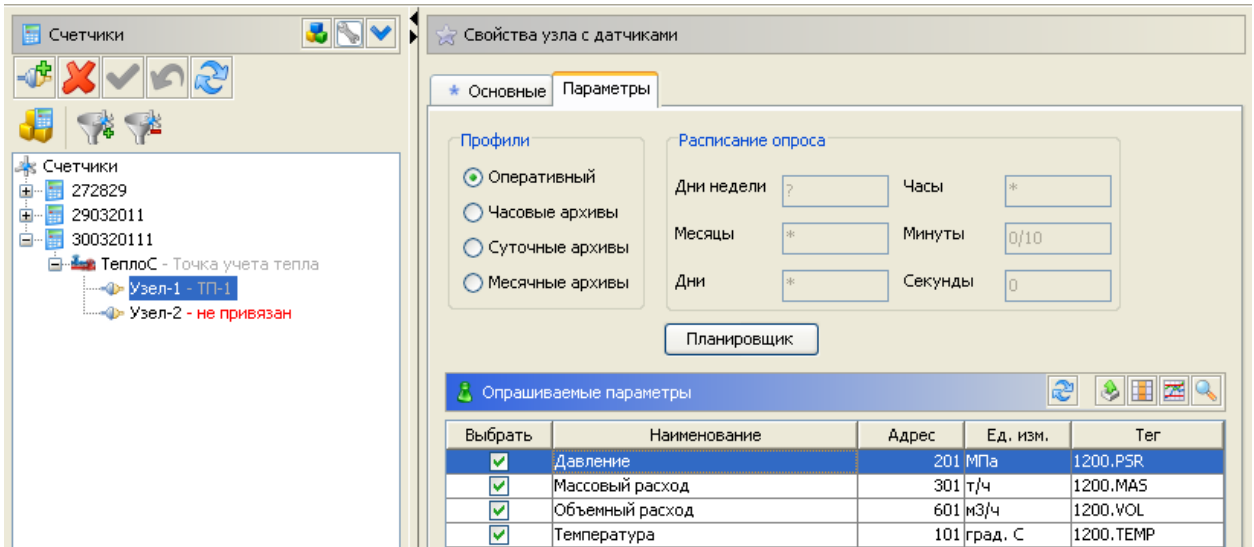 Счетчики
Счетчики
272829
29032011
300320111
ТеплоС - Точка учета тепла
Узел-1 - ТП-1
Узел-2 - не привязан
Свойства узла с датчиками
* Основные Параметры
Профили
Оперативный
Часовые архивы
Суточные архивы
Месячные архивы
Расписание опроса
Дни недели ? Часы *
Месяцы * Минуты 0/10
Дни * Секунды 0
Планировщик
Опрашиваемые параметры
Выбрать Наименование Адрес Ед. изм. Тег
Давление 201 МПа 1200.PSR
Массовый расход 301 т/ч 1200.MAS
Объемный расход 601 м3/ч 1200.VOL
Температура 101 град. С 1200.TEMP